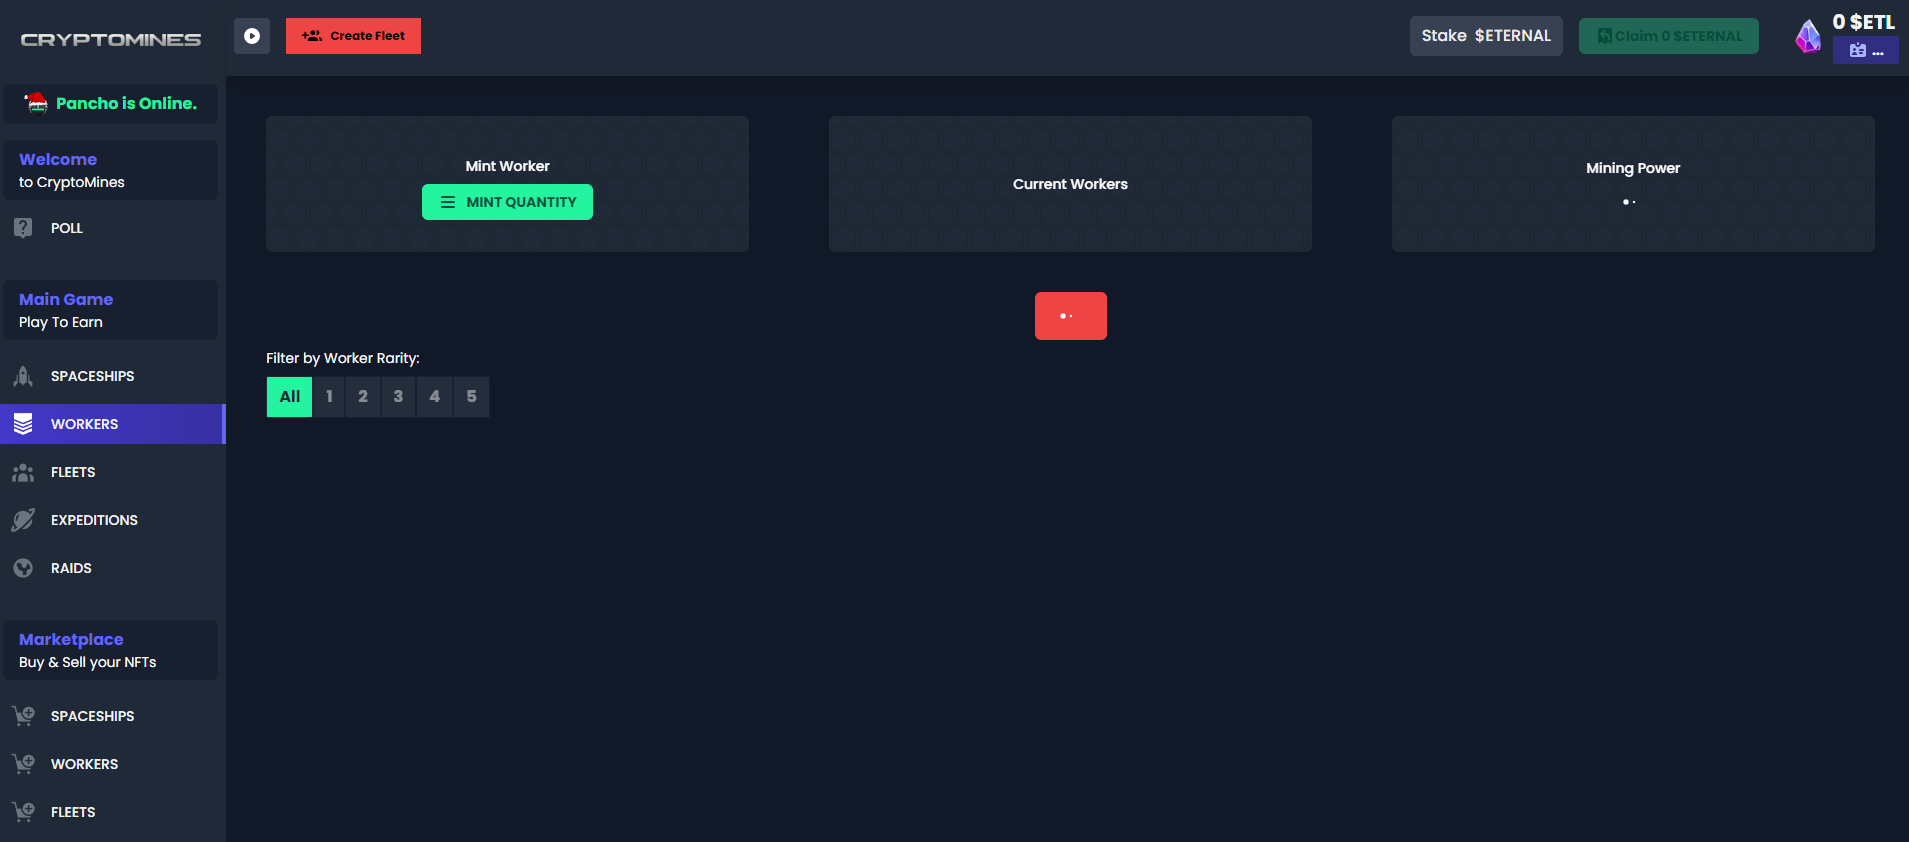 CRYPTOMINES
Create Fleet
Stake $ETERNAL
Claim 0 $ETERNAL
0 $ETL
...
Pancho is Online.
Welcome
to CryptoMines
POLL
Main Game
Play To Earn
SPACESHIPS
WORKERS
FLEETS
EXPEDITIONS
RAIDS
Marketplace
Buy & Sell your NFTs
SPACESHIPS
WORKERS
FLEETS
Mint Worker
MINT QUANTITY
Current Workers
Mining Power
Filter by Worker Rarity:
All 1 2 3 4 5